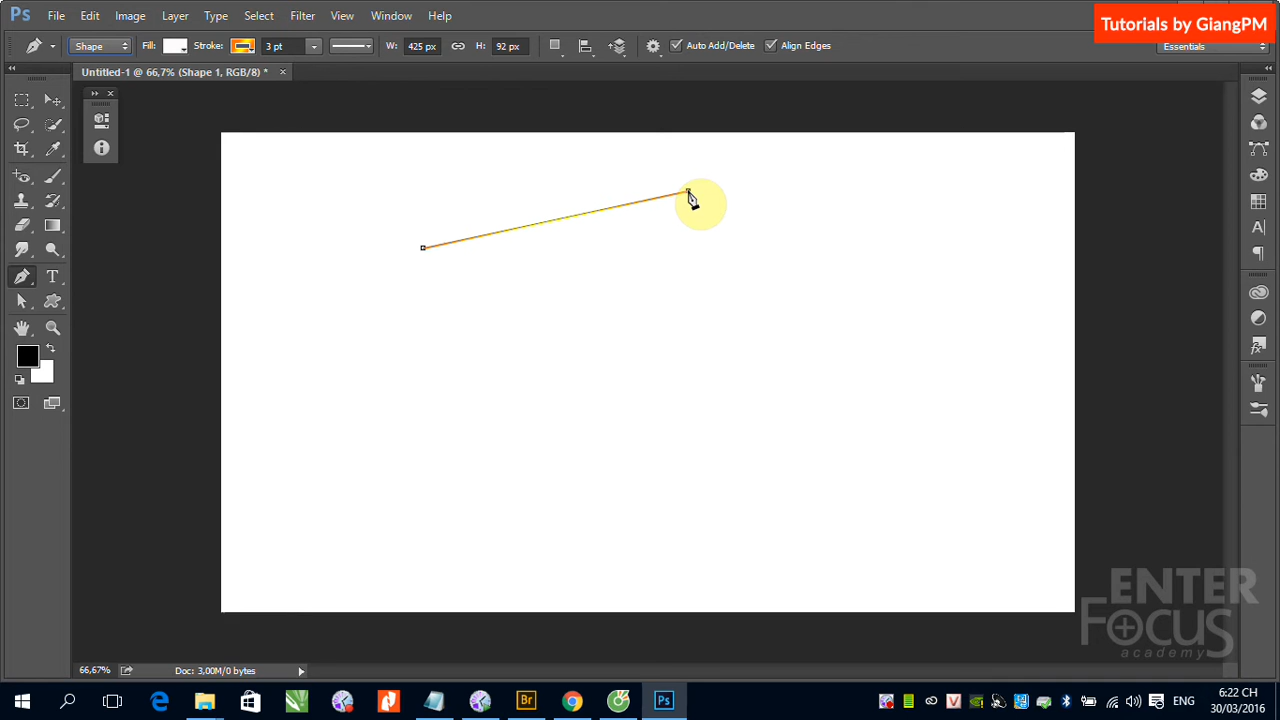 Ps File Edit Image Layer Type Select Filter View Window Help
Tutorials by GiangPM
Shape Fill: Stroke: 3 pt W: 425 px H: 92 px Auto Add/Delete Align Edges Essentials
Untitled-1 @ 66,7% (Shape 1, RGB/8) *
ENTER
FOCUS
academy
66,67% Doc: 3,00M/0 bytes
Br Ps ENG
6:22 CH
30/03/2016